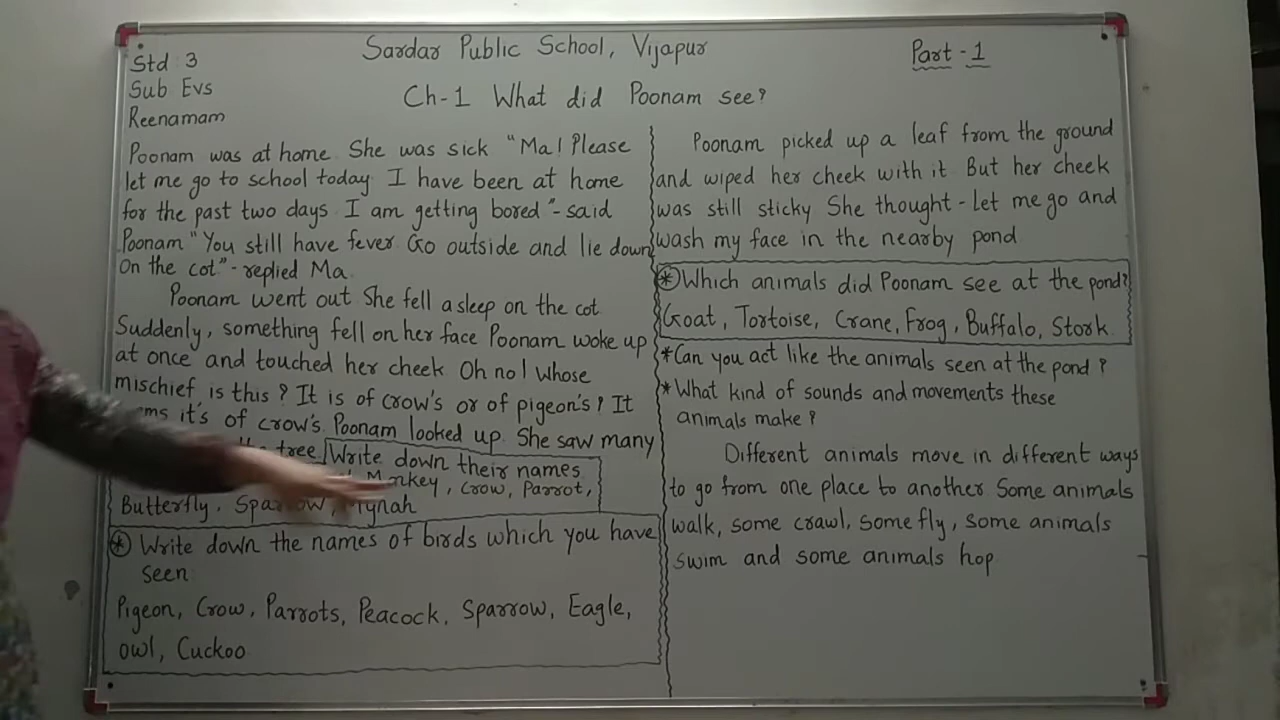 Sardar Public School, Vijapur
Part - 1
Std : 3
Sub Evs
Reenamam
Ch-1 What did Poonam see?
Poonam was at home. She was sick "Ma! Please
let me go to school today. I have been at home
for the past two days. I am getting bored" - said
Poonam "You still have fever. Go outside and lie down
on the cot" - replied Ma.
Poonam went out. She fell asleep on the cot.
Suddenly, something fell on her face. Poonam woke up
at once and touched her cheek. Oh no! Whose
mischief, is this? It is of crow's or of pigeon's? It
it's of crow's. Poonam looked up. She saw many
tree. Write down their names
Monkey, Crow, Parrot,
Butterfly, Sparrow, Mynah
* Write down the names of birds which you have
seen.
Pigeon, Crow, Parrots, Peacock, Sparrow, Eagle,
owl, Cuckoo
Poonam picked up a leaf from the ground
and wiped her cheek with it. But her cheek
was still sticky. She thought - Let me go and
wash my face in the nearby pond
* Which animals did Poonam see at the pond?
Goat, Tortoise, Crane, Frog, Buffalo, Stork.
* Can you act like the animals seen at the pond?
* What kind of sounds and movements these
animals make?
Different animals move in different ways
to go from one place to another. Some animals
walk, some crawl, some fly, some animals
swim and some animals hop.